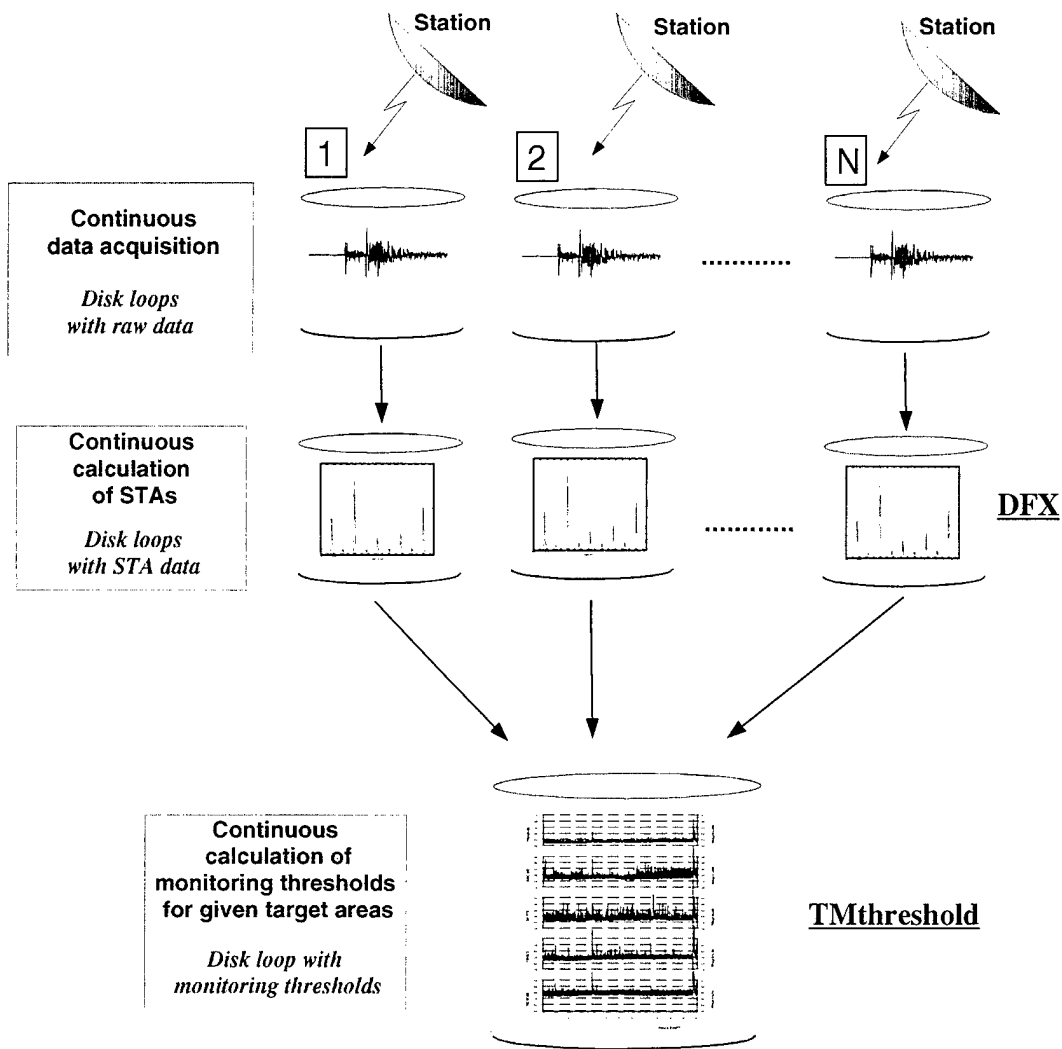 Station
Station
Station
1
2
N
Continuous
data acquisition
Disk loops
with raw data
Continuous
calculation
of STAs
Disk loops
with STA data
DFX
Continuous
calculation of
monitoring thresholds
for given target areas
Disk loop with
monitoring thresholds
TMthreshold